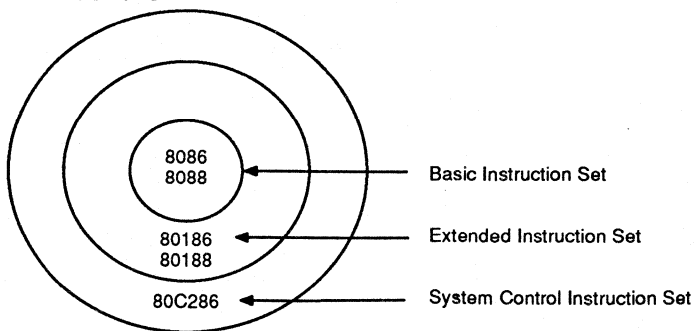 8086
8088
Basic Instruction Set
80186
80188
Extended Instruction Set
80C286
System Control Instruction Set